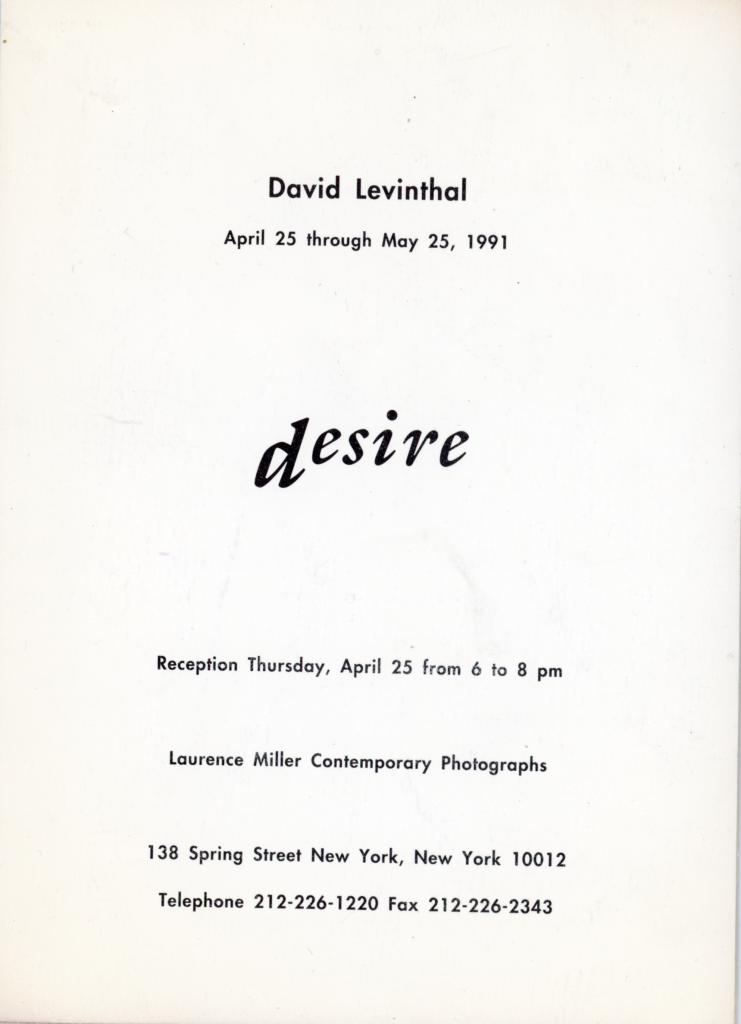 David Levinthal
April 25 through May 25, 1991
desire
Reception Thursday, April 25 from 6 to 8 pm
Laurence Miller Contemporary Photographs
138 Spring Street New York, New York 10012
Telephone 212-226-1220 Fax 212-226-2343